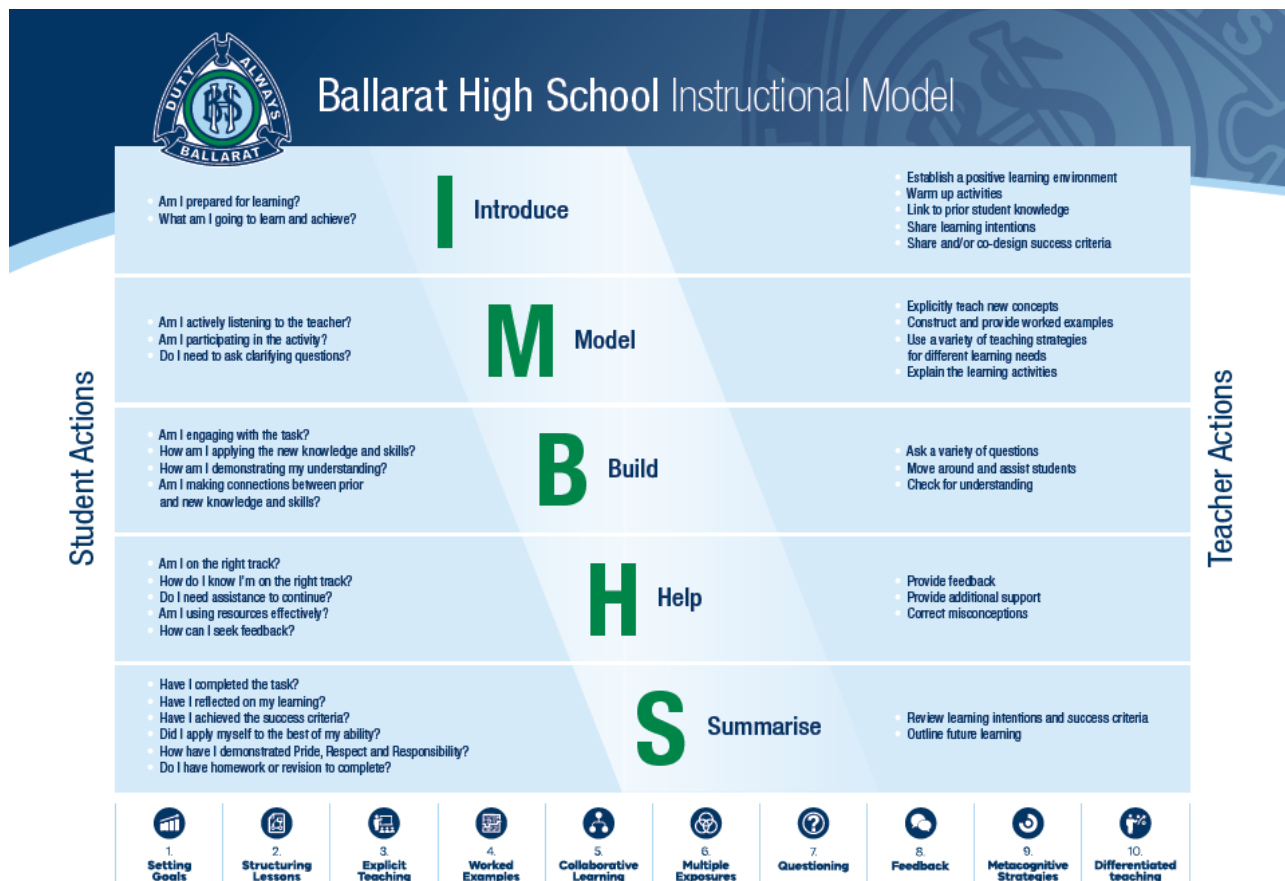 DUTY ALWAYS
BHS
BALLARAT
Ballarat High School Instructional Model
Student Actions
Teacher Actions
Am I prepared for learning?
What am I going to learn and achieve?
I Introduce
Establish a positive learning environment
Warm up activities
Link to prior student knowledge
Share learning intentions
Share and/or co-design success criteria
Am I actively listening to the teacher?
Am I participating in the activity?
Do I need to ask clarifying questions?
M Model
Explicitly teach new concepts
Construct and provide worked examples
Use a variety of teaching strategies
for different learning needs
Explain the learning activities
Am I engaging with the task?
How am I applying the new knowledge and skills?
How am I demonstrating my understanding?
Am I making connections between prior
and new knowledge and skills?
B Build
Ask a variety of questions
Move around and assist students
Check for understanding
Am I on the right track?
How do I know I'm on the right track?
Do I need assistance to continue?
Am I using resources effectively?
How can I seek feedback?
H Help
Provide feedback
Provide additional support
Correct misconceptions
Have I completed the task?
Have I reflected on my learning?
Have I achieved the success criteria?
Did I apply myself to the best of my ability?
How have I demonstrated Pride, Respect and Responsibility?
Do I have homework or revision to complete?
S Summarise
Review learning intentions and success criteria
Outline future learning
1.
Setting
Goals
2.
Structuring
Lessons
3.
Explicit
Teaching
4.
Worked
Examples
5.
Collaborative
Learning
6.
Multiple
Exposures
7.
Questioning
8.
Feedback
9.
Metacognitive
Strategies
10.
Differentiated
teaching